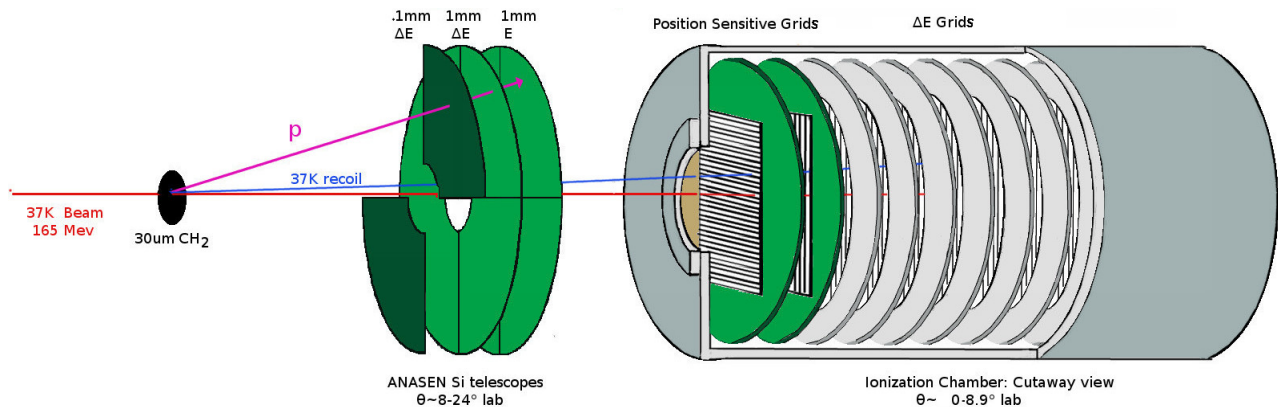 .1mm 1mm 1mm
ΔE ΔE E
Position Sensitive Grids
ΔE Grids
p
37K recoil
37K Beam
165 Mev
30um CH2
ANASEN Si telescopes
θ~8-24° lab
Ionization Chamber: Cutaway view
θ~ 0-8.9° lab